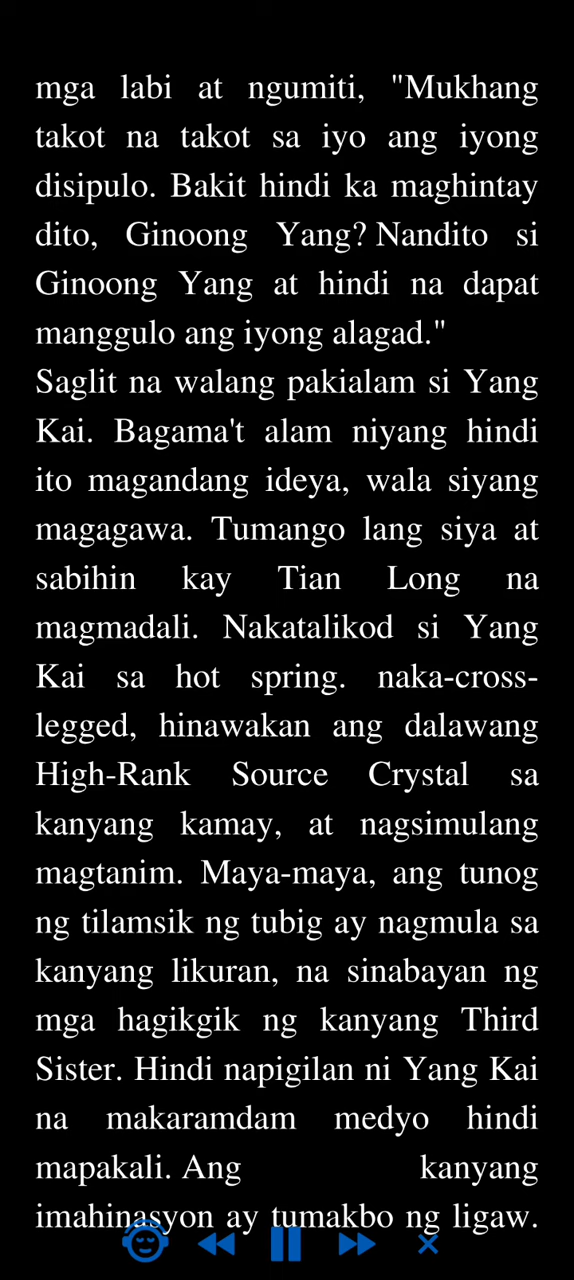 mga labi at ngumiti, "Mukhang
takot na takot sa iyo ang iyong
disipulo. Bakit hindi ka maghintay
dito, Ginoong Yang? Nandito si
Ginoong Yang at hindi na dapat
manggulo ang iyong alagad."
Saglit na walang pakialam si Yang
Kai. Bagama't alam niyang hindi
ito magandang ideya, wala siyang
magagawa. Tumango lang siya at
sabihin kay Tian Long na
magmadali. Nakatalikod si Yang
Kai sa hot spring. naka-cross-
legged, hinawakan ang dalawang
High-Rank Source Crystal sa
kanyang kamay, at nagsimulang
magtanim. Maya-maya, ang tunog
ng tilamsik ng tubig ay nagmula sa
kanyang likuran, na sinabayan ng
mga hagikgik ng kanyang Third
Sister. Hindi napigilan ni Yang Kai
na makaramdam medyo hindi
mapakali. Ang kanyang
imahinasyon ay tumakbo ng ligaw.